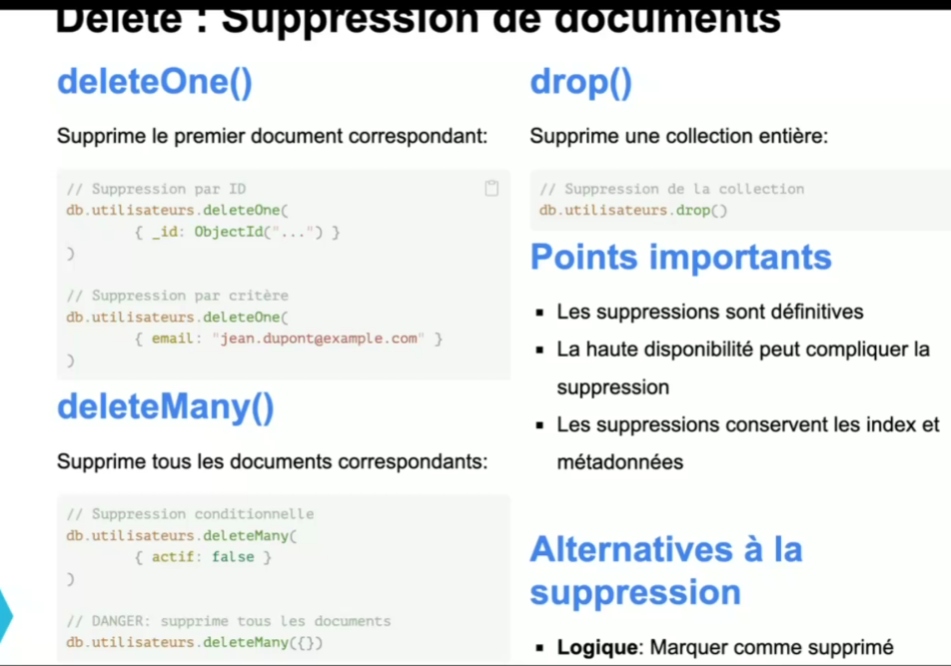 Delete : Suppression de documents
deleteOne()
Supprime le premier document correspondant:
// Suppression par ID
db.utilisateurs.deleteOne(
{ _id: ObjectId("...") }
)
// Suppression par critère
db.utilisateurs.deleteOne(
{ email: "jean.dupont@example.com" }
)
deleteMany()
Supprime tous les documents correspondants:
// Suppression conditionnelle
db.utilisateurs.deleteMany(
{ actif: false }
)
// DANGER: supprime tous les documents
db.utilisateurs.deleteMany({})
drop()
Supprime une collection entière:
// Suppression de la collection
db.utilisateurs.drop()
Points importants
▪ Les suppressions sont définitives
▪ La haute disponibilité peut compliquer la
suppression
▪ Les suppressions conservent les index et
métadonnées
Alternatives à la
suppression
▪ Logique: Marquer comme supprimé